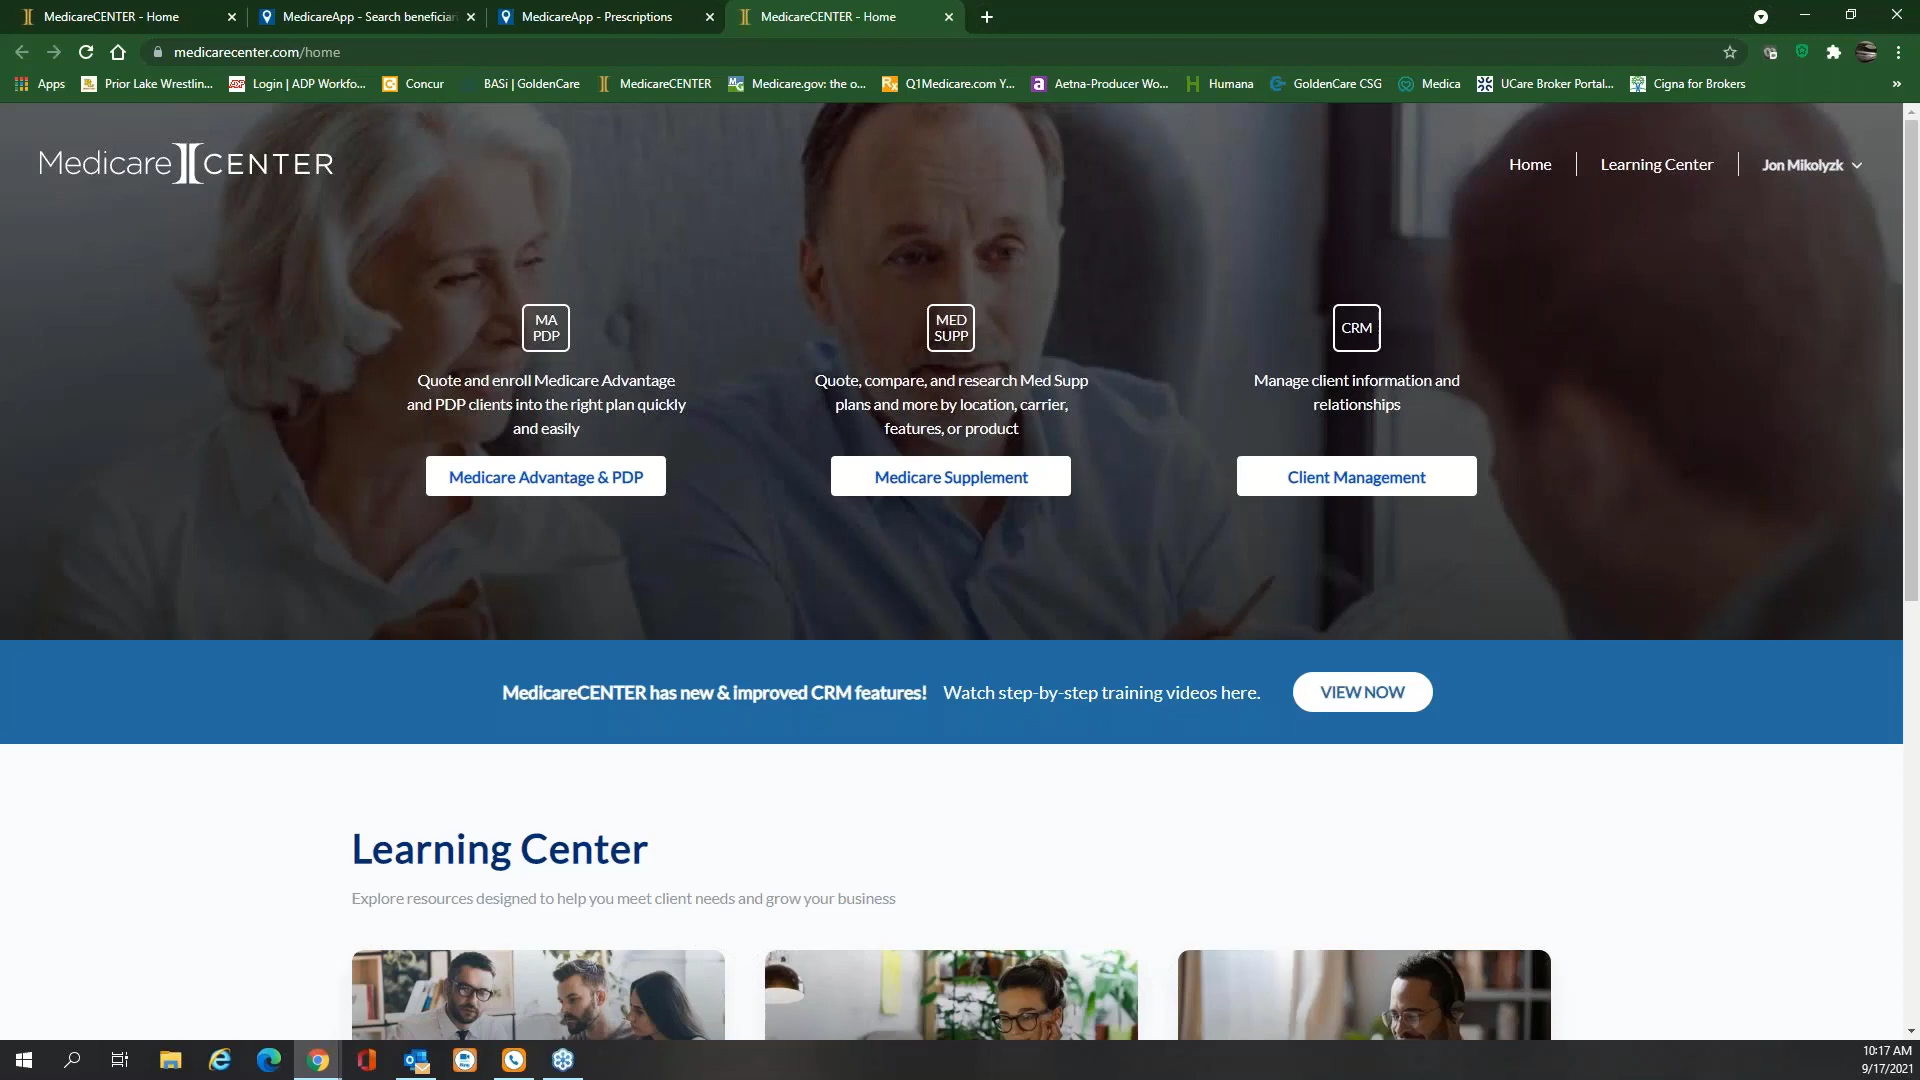 MedicareCENTER - Home
MedicareApp - Search beneficiari
MedicareApp - Prescriptions
MedicareCENTER - Home
medicarecenter.com/home
Apps
Prior Lake Wrestlin...
Login | ADP Workfo...
Concur
BASi | GoldenCare
MedicareCENTER
Medicare.gov: the o...
Q1Medicare.com Y...
Aetna-Producer Wo...
Humana
GoldenCare CSG
Medica
UCare Broker Portal...
Cigna for Brokers
»
Medicare CENTER
Home
Learning Center
Jon Mikolyzk
MA
PDP
Quote and enroll Medicare Advantage
and PDP clients into the right plan quickly
and easily
Medicare Advantage & PDP
MED
SUPP
Quote, compare, and research Med Supp
plans and more by location, carrier,
features, or product
Medicare Supplement
CRM
Manage client information and
relationships
Client Management
MedicareCENTER has new & improved CRM features! Watch step-by-step training videos here.
VIEW NOW
Learning Center
Explore resources designed to help you meet client needs and grow your business
10:17 AM
9/17/2021